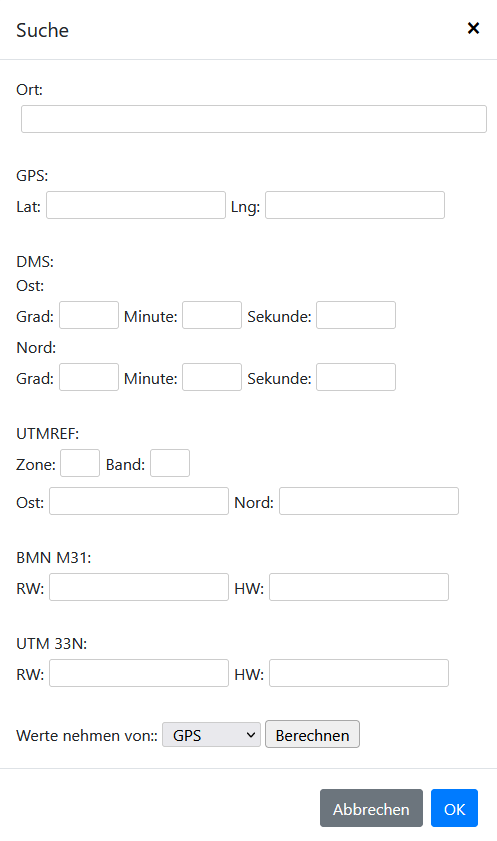 Suche ×
Ort:
GPS:
Lat: Lng:
DMS:
Ost:
Grad: Minute: Sekunde:
Nord:
Grad: Minute: Sekunde:
UTMREF:
Zone: Band:
Ost: Nord:
BMN M31:
RW: HW:
UTM 33N:
RW: HW:
Werte nehmen von:: GPS Berechnen
Abbrechen OK